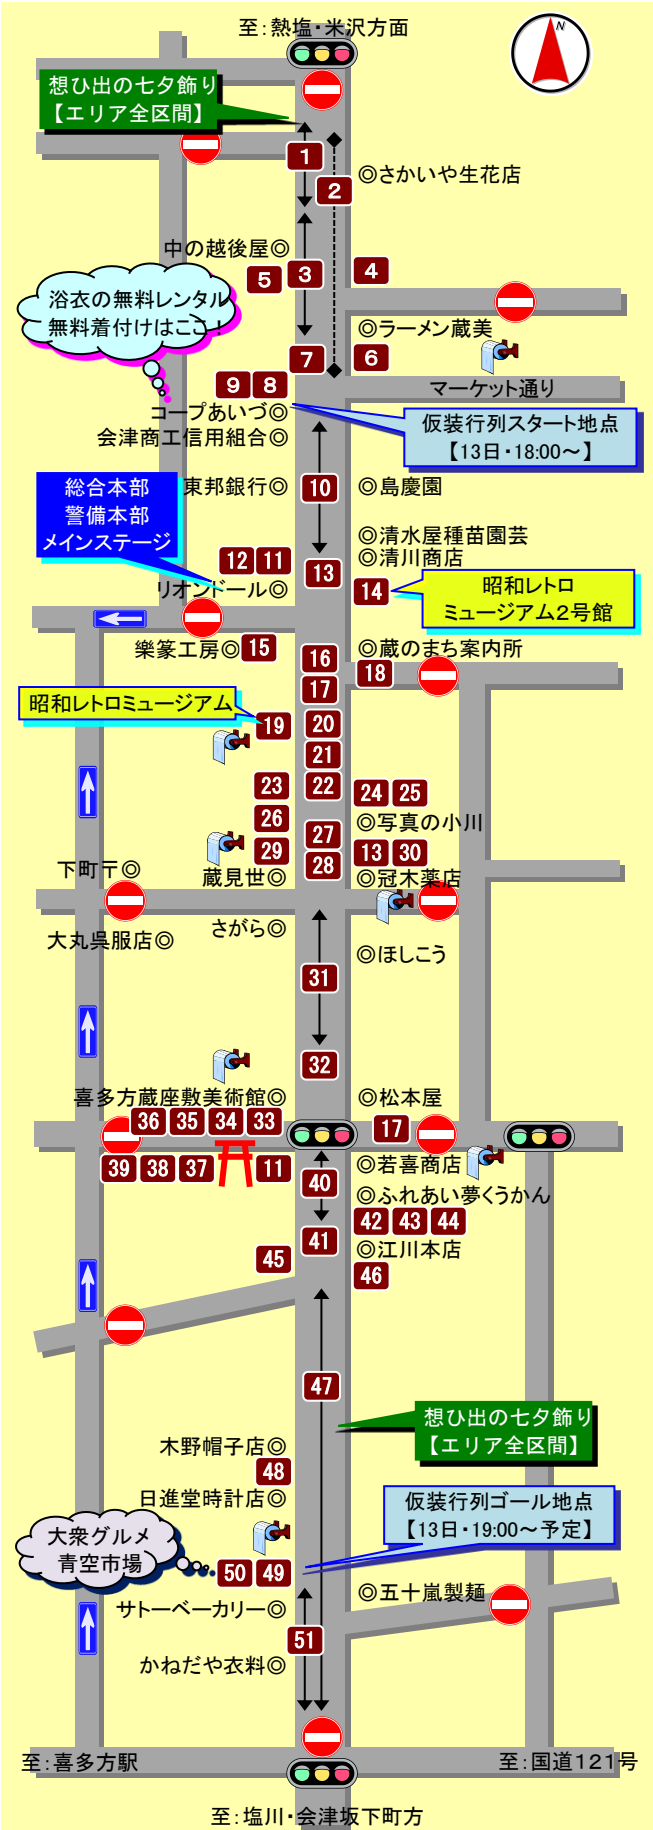 至：熱塩・米沢方面
N
想ひ出の七夕飾り
【エリア全区間】
1
2
◎さかいや生花店
中の越後屋◎
5
3
4
浴衣の無料レンタル
無料着付けはここ！
◎ラーメン蔵美
7
6
9
8
マーケット通り
コープあいづ◎
仮装行列スタート地点
【13日・18:00～】
会津商工信用組合◎
総合本部
警備本部
メインステージ
東邦銀行◎
10
◎島慶園
◎清水屋種苗園芸
◎清川商店
12
11
13
リオンドール◎
14
昭和レトロ
ミュージアム2号館
樂篆工房◎
15
16
◎蔵のまち案内所
17
18
昭和レトロミュージアム
19
20
21
23
22
24
25
26
27
◎写真の小川
29
28
13
30
下町〒◎
蔵見世◎
◎冠木薬店
さがら◎
大丸呉服店◎
◎ほしこう
31
32
喜多方蔵座敷美術館◎
◎松本屋
36
35
34
33
17
39
38
37
11
40
◎若喜商店
◎ふれあい夢くうかん
42
43
44
41
◎江川本店
45
46
47
想ひ出の七夕飾り
【エリア全区間】
木野帽子店◎
48
日進堂時計店◎
仮装行列ゴール地点
【13日・19:00～予定】
大衆グルメ
青空市場
50
49
◎五十嵐製麺
サトーベーカリー◎
51
かねだや衣料◎
至：喜多方駅
至：国道121号
至：塩川・会津坂下町方